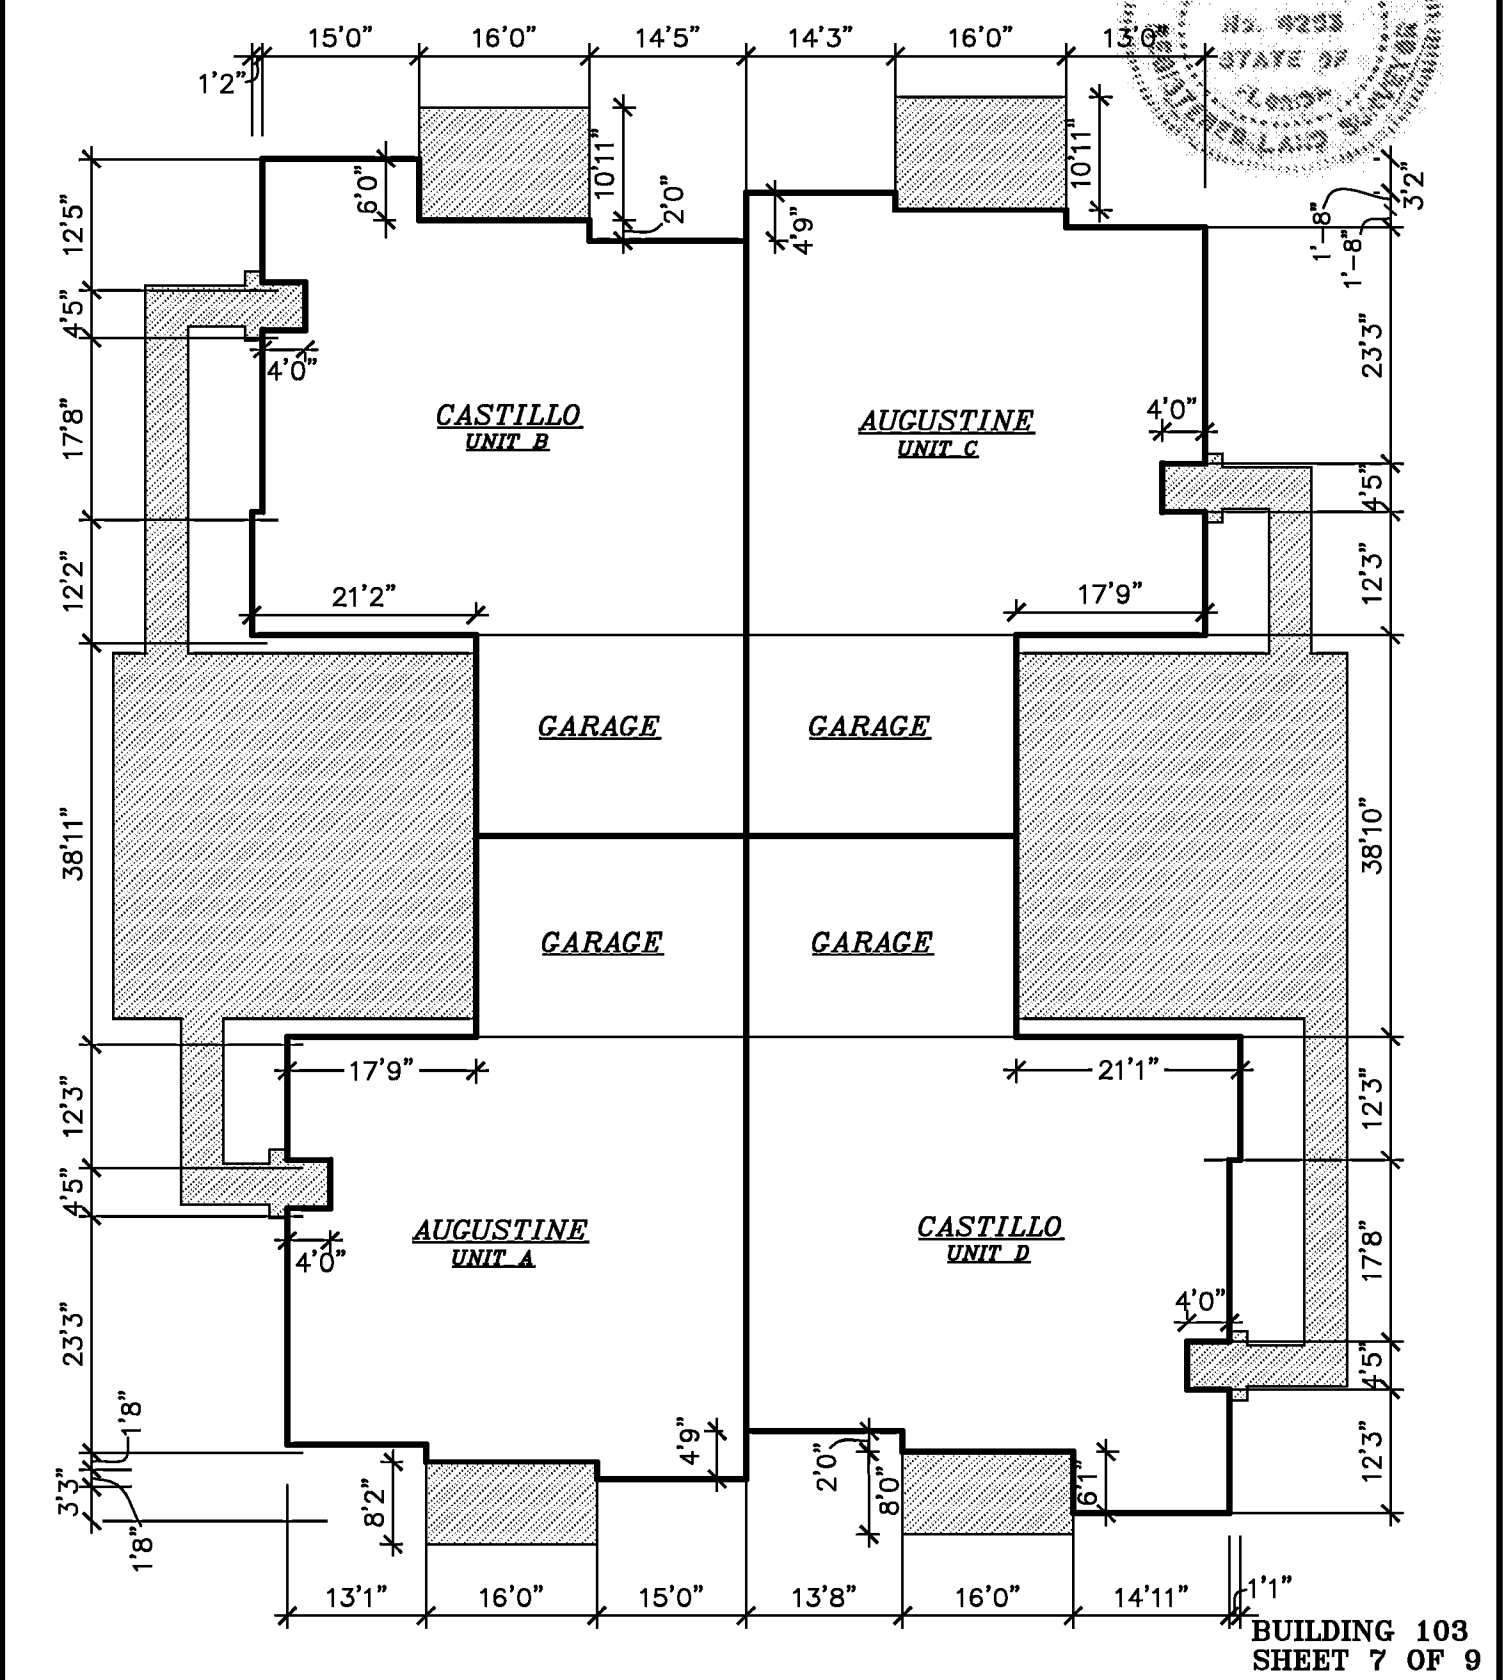 15'0" 16'0" 14'5" 14'3" 16'0" 13'0"
1'2"
STATE OF
LAND SURVEYOR
6'0" 10'11" 2'0" 4'9" 10'11" 3'2"
1'-8"
1'-8"
12'5"
4'5"
4'0"
17'8"
12'2"
CASTILLO
UNIT B
AUGUSTINE
UNIT C
23'3"
4'0"
4'5"
12'3"
21'2" 17'9"
GARAGE GARAGE
38'11" 38'10"
GARAGE GARAGE
17'9" 21'1"
12'3" 12'3"
4'5"
4'0"
AUGUSTINE
UNIT A
CASTILLO
UNIT D
17'8"
23'3"
4'0"
4'5"
12'3"
1'8"
3'3"
1'8"
8'2" 4'9" 2'0" 8'0" 6'1"
13'1" 16'0" 15'0" 13'8" 16'0" 14'11" 1'1"
BUILDING 103
SHEET 7 OF 9